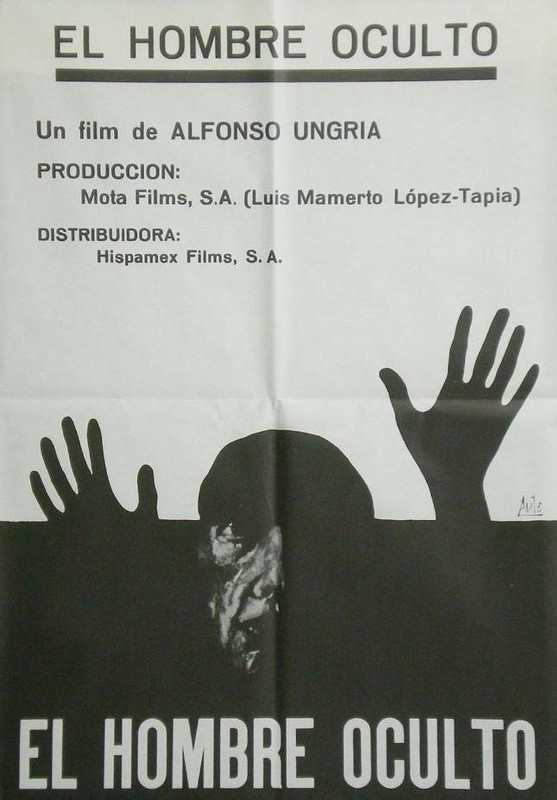 EL HOMBRE OCULTO
Un film de ALFONSO UNGRIA
PRODUCCION:
Mota Films, S.A. (Luis Mamerto López-Tapia)
DISTRIBUIDORA:
Hispamex Films, S.A.
Aute
EL HOMBRE OCULTO